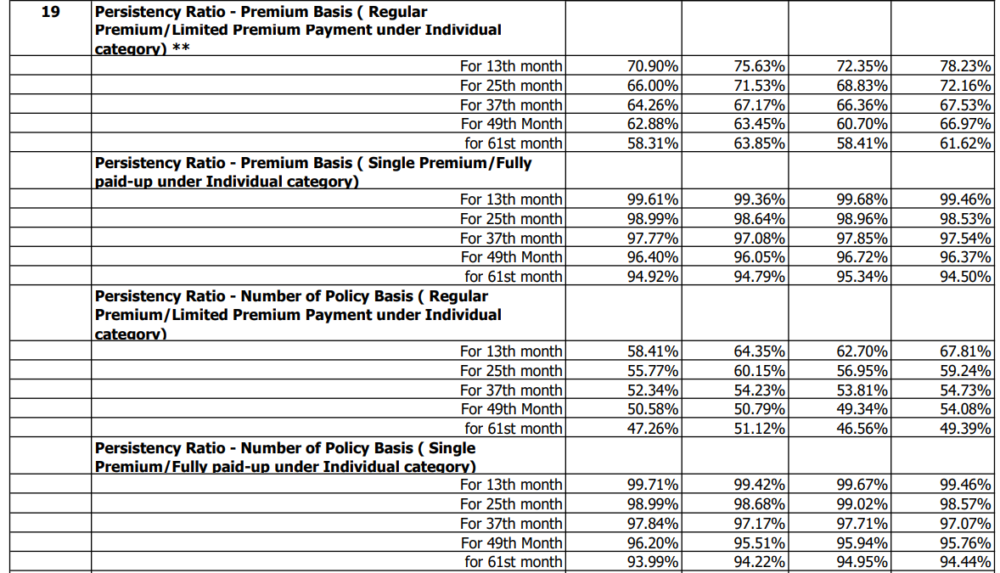 19 Persistency Ratio - Premium Basis ( Regular
Premium/Limited Premium Payment under Individual
category) **
For 13th month 70.90% 75.63% 72.35% 78.23%
For 25th month 66.00% 71.53% 68.83% 72.16%
For 37th month 64.26% 67.17% 66.36% 67.53%
For 49th Month 62.88% 63.45% 60.70% 66.97%
for 61st month 58.31% 63.85% 58.41% 61.62%
Persistency Ratio - Premium Basis ( Single Premium/Fully
paid-up under Individual category)
For 13th month 99.61% 99.36% 99.68% 99.46%
For 25th month 98.99% 98.64% 98.96% 98.53%
For 37th month 97.77% 97.08% 97.85% 97.54%
For 49th Month 96.40% 96.05% 96.72% 96.37%
for 61st month 94.92% 94.79% 95.34% 94.50%
Persistency Ratio - Number of Policy Basis ( Regular
Premium/Limited Premium Payment under Individual
category)
For 13th month 58.41% 64.35% 62.70% 67.81%
For 25th month 55.77% 60.15% 56.95% 59.24%
For 37th month 52.34% 54.23% 53.81% 54.73%
For 49th Month 50.58% 50.79% 49.34% 54.08%
for 61st month 47.26% 51.12% 46.56% 49.39%
Persistency Ratio - Number of Policy Basis ( Single
Premium/Fully paid-up under Individual category)
For 13th month 99.71% 99.42% 99.67% 99.46%
For 25th month 98.99% 98.68% 99.02% 98.57%
For 37th month 97.84% 97.17% 97.71% 97.07%
For 49th Month 96.20% 95.51% 95.94% 95.76%
for 61st month 93.99% 94.22% 94.95% 94.44%